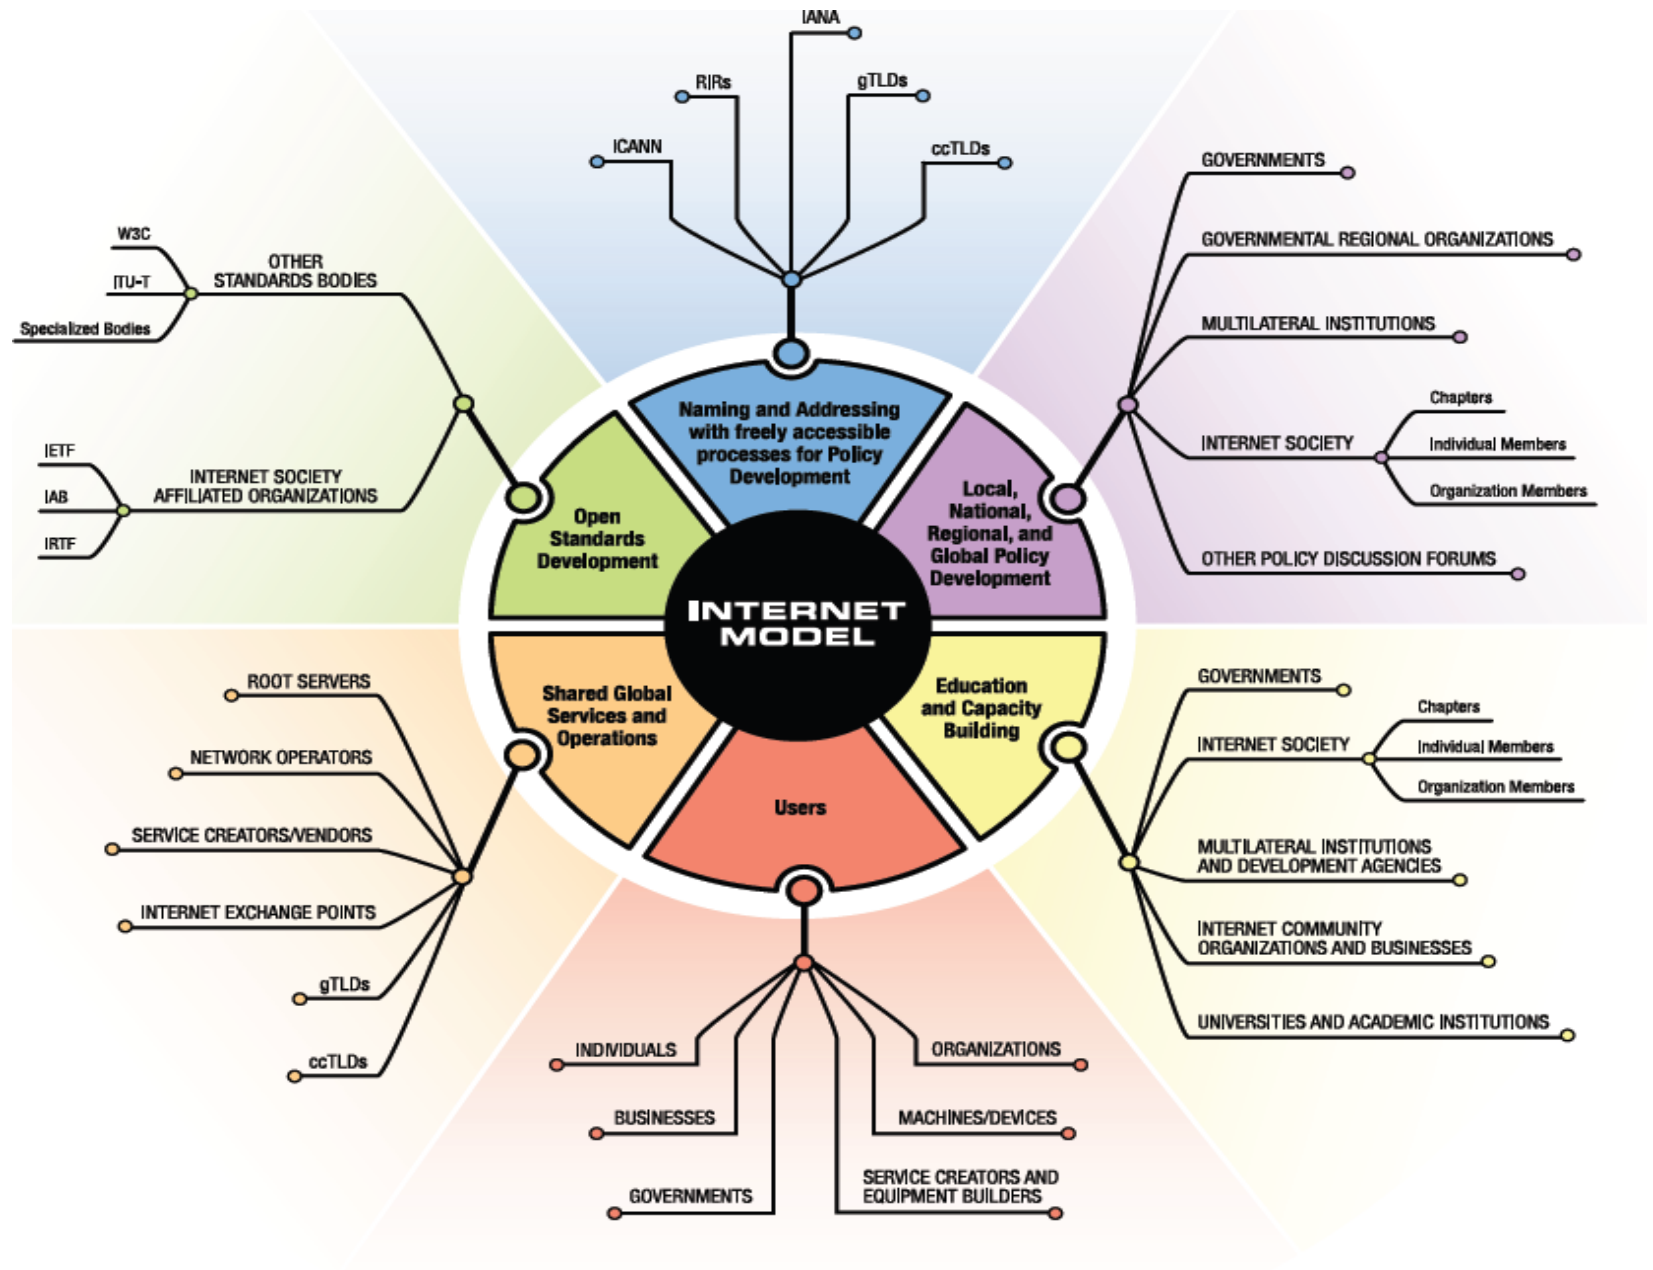 IANA
RIRs
gTLDs
ICANN
ccTLDs
GOVERNMENTS
GOVERNMENTAL REGIONAL ORGANIZATIONS
MULTILATERAL INSTITUTIONS
INTERNET SOCIETY
Chapters
Individual Members
Organization Members
OTHER POLICY DISCUSSION FORUMS
W3C
ITU-T
Specialized Bodies
OTHER
STANDARDS BODIES
IETF
IAB
IRTF
INTERNET SOCIETY
AFFILIATED ORGANIZATIONS
Naming and Addressing
with freely accessible
processes for Policy
Development
Open
Standards
Development
Local,
National,
Regional, and
Global Policy
Development
INTERNET
MODEL
Shared Global
Services and
Operations
Education
and Capacity
Building
Users
ROOT SERVERS
NETWORK OPERATORS
SERVICE CREATORS/VENDORS
INTERNET EXCHANGE POINTS
gTLDs
ccTLDs
GOVERNMENTS
INTERNET SOCIETY
Chapters
Individual Members
Organization Members
MULTILATERAL INSTITUTIONS
AND DEVELOPMENT AGENCIES
INTERNET COMMUNITY
ORGANIZATIONS AND BUSINESSES
UNIVERSITIES AND ACADEMIC INSTITUTIONS
INDIVIDUALS
BUSINESSES
GOVERNMENTS
ORGANIZATIONS
MACHINES/DEVICES
SERVICE CREATORS AND
EQUIPMENT BUILDERS